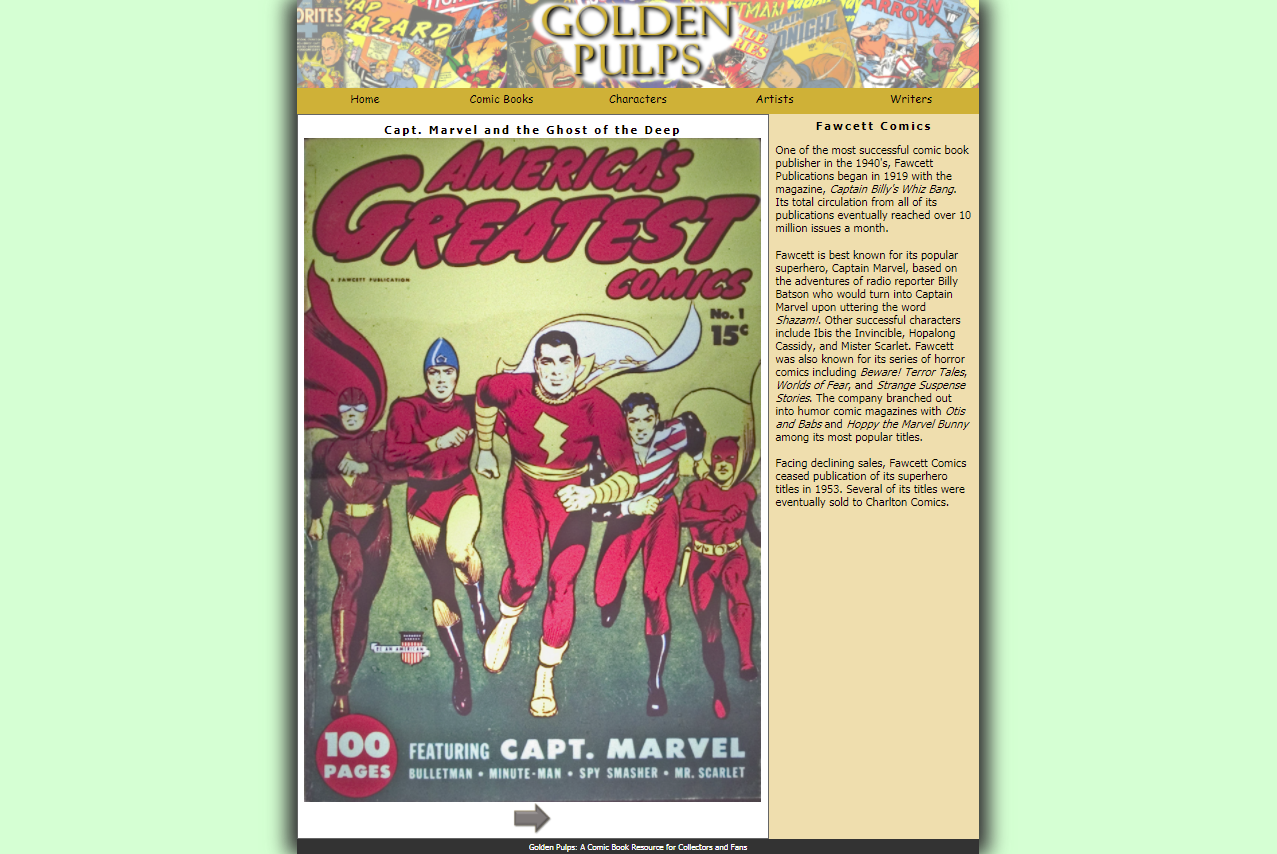 GOLDEN
PULPS
Home Comic Books Characters Artists Writers
Capt. Marvel and the Ghost of the Deep
AMERICA'S
GREATEST
COMICS
A FAWCETT PUBLICATION
No. 1
15¢
100
PAGES
FEATURING CAPT. MARVEL
BULLETMAN • MINUTE-MAN • SPY SMASHER • MR. SCARLET
Fawcett Comics
One of the most successful comic book
publisher in the 1940's, Fawcett
Publications began in 1919 with the
magazine, Captain Billy's Whiz Bang.
Its total circulation from all of its
publications eventually reached over 10
million issues a month.
Fawcett is best known for its popular
superhero, Captain Marvel, based on
the adventures of radio reporter Billy
Batson who would turn into Captain
Marvel upon uttering the word
Shazam!. Other successful characters
include Ibis the Invincible, Hopalong
Cassidy, and Mister Scarlet. Fawcett
was also known for its series of horror
comics including Beware! Terror Tales,
Worlds of Fear, and Strange Suspense
Stories. The company branched out
into humor comic magazines with Otis
and Babs and Hoppy the Marvel Bunny
among its most popular titles.
Facing declining sales, Fawcett Comics
ceased publication of its superhero
titles in 1953. Several of its titles were
eventually sold to Charlton Comics.
Golden Pulps: A Comic Book Resource for Collectors and Fans